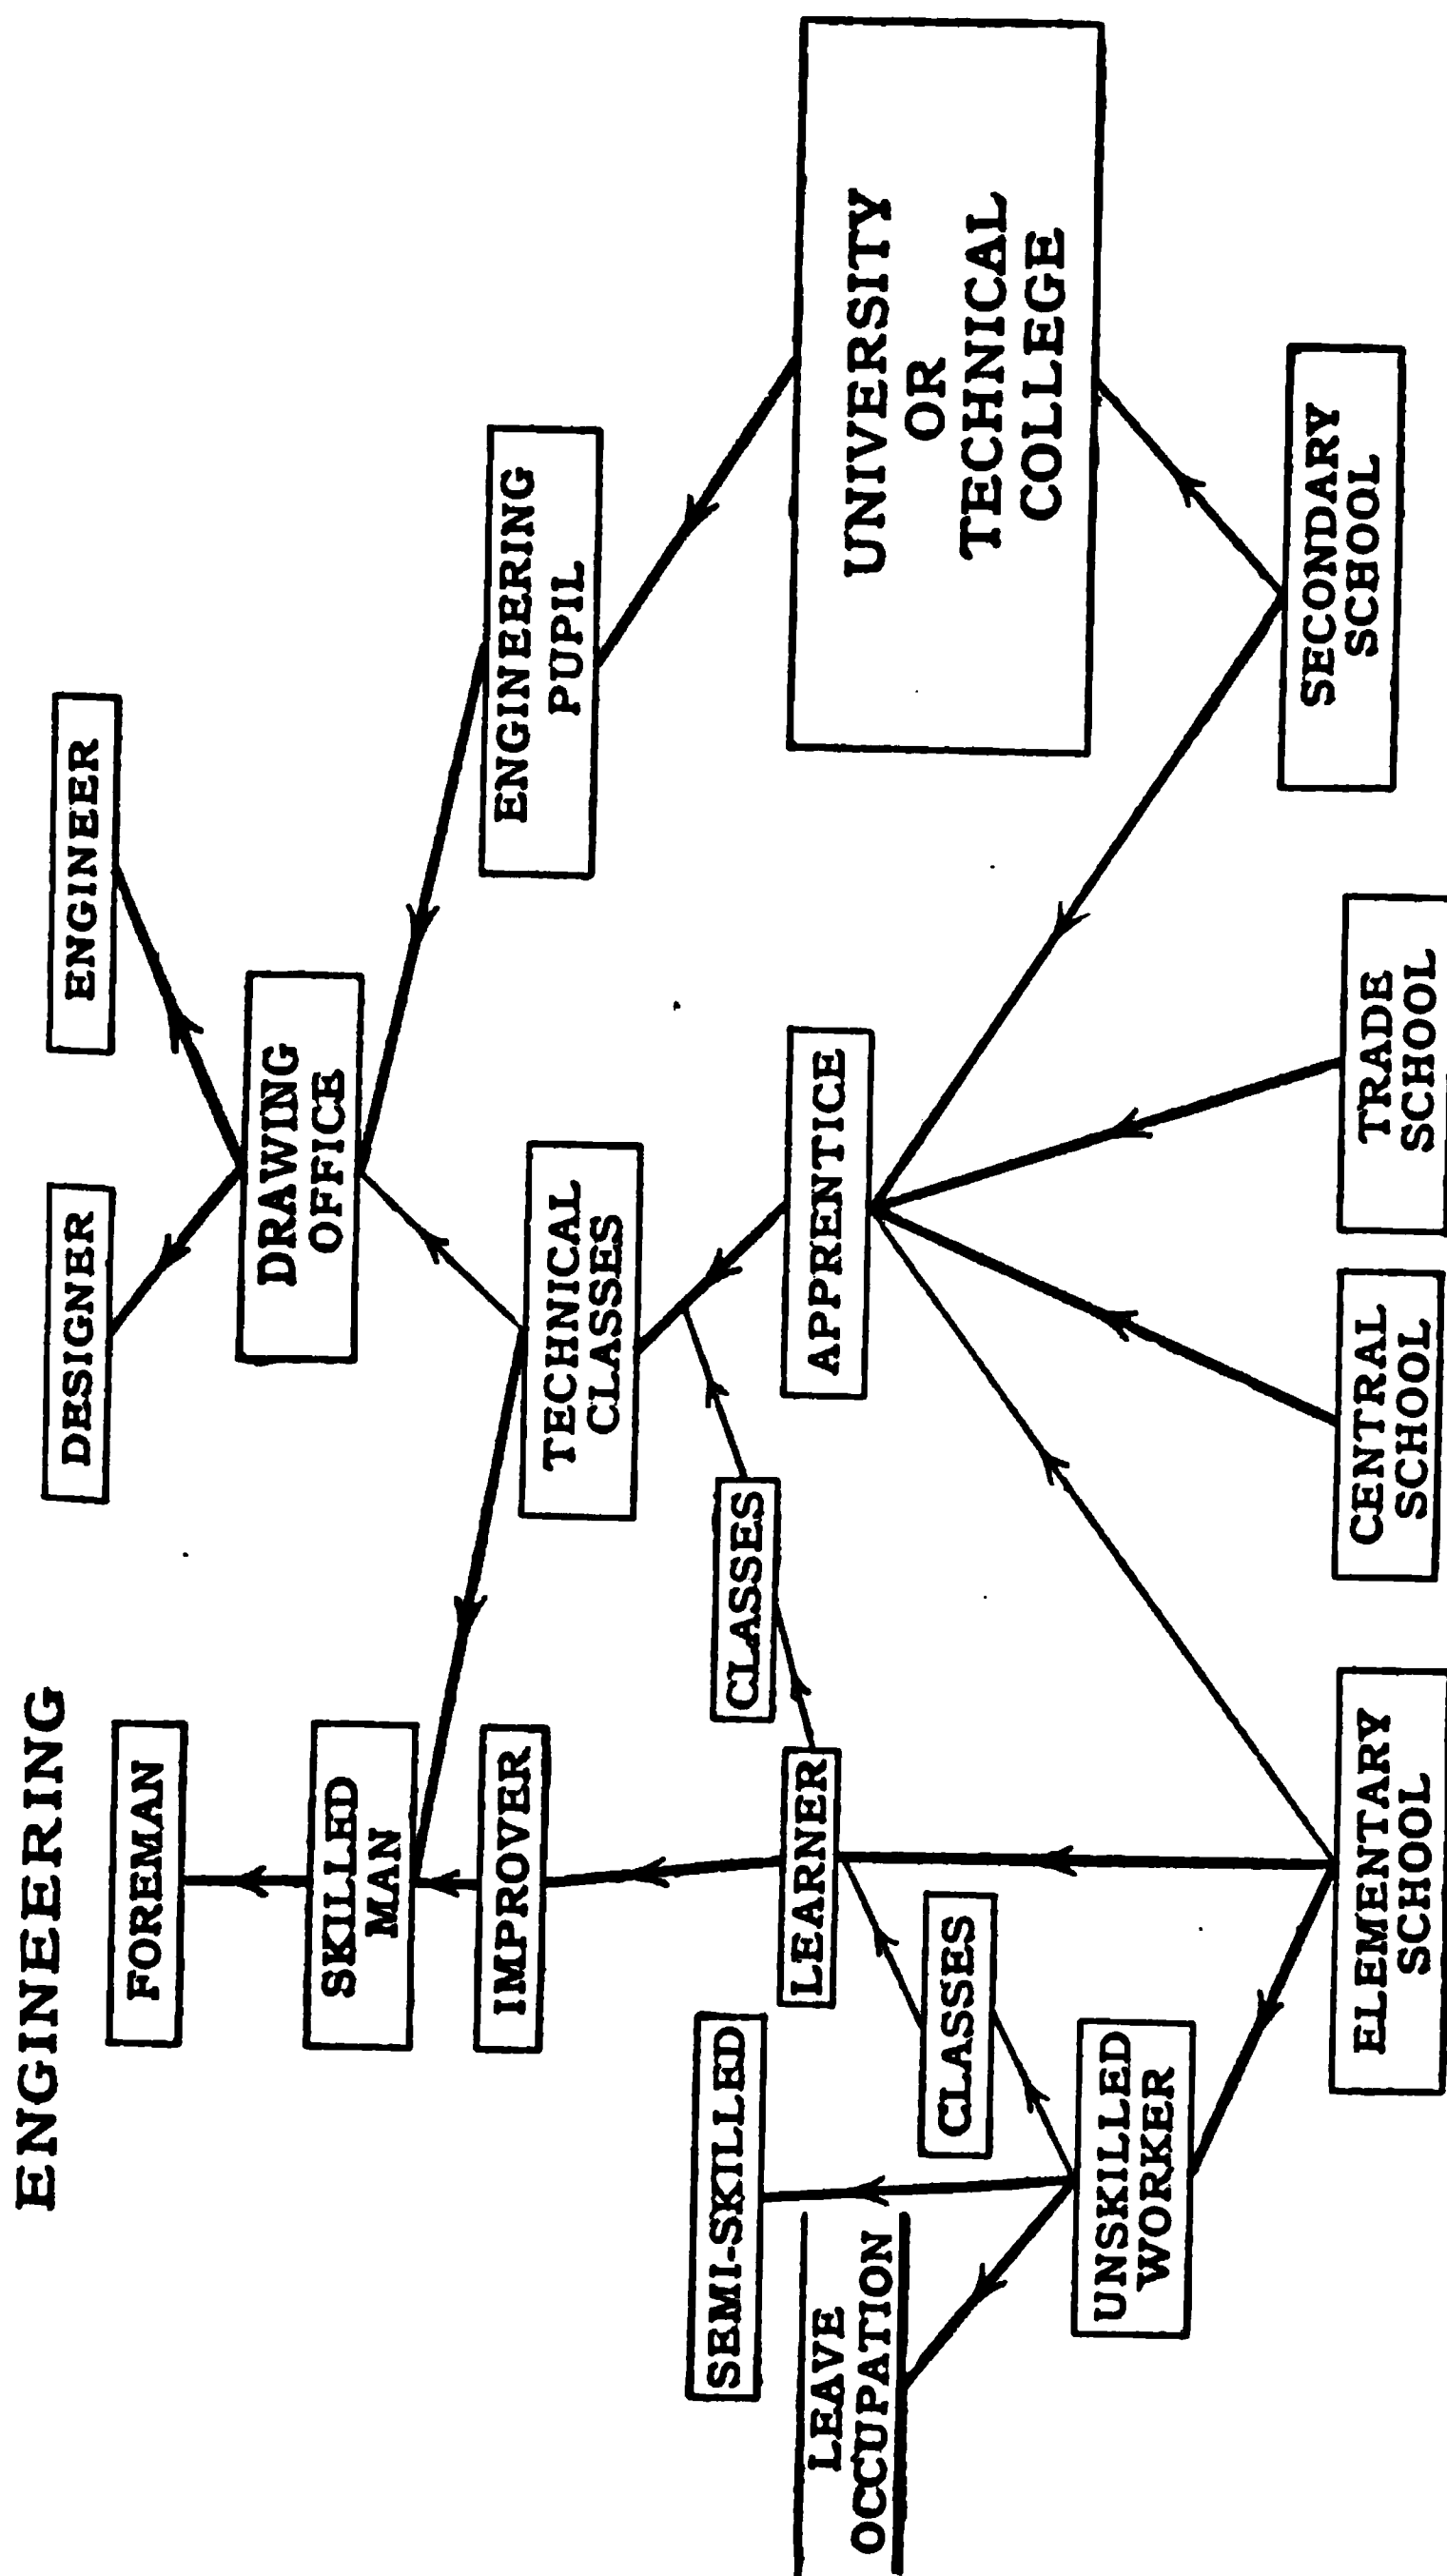 ENGINEERING
FOREMAN
DESIGNER
ENGINEER
SKILLED
MAN
DRAWING
OFFICE
IMPROVER
TECHNICAL
CLASSES
ENGINEERING
PUPIL
SEMI-SKILLED
CLASSES
LEAVE
OCCUPATION
LEARNER
APPRENTICE
UNIVERSITY
OR
TECHNICAL
COLLEGE
CLASSES
UNSKILLED
WORKER
ELEMENTARY
SCHOOL
CENTRAL
SCHOOL
TRADE
SCHOOL
SECONDARY
SCHOOL